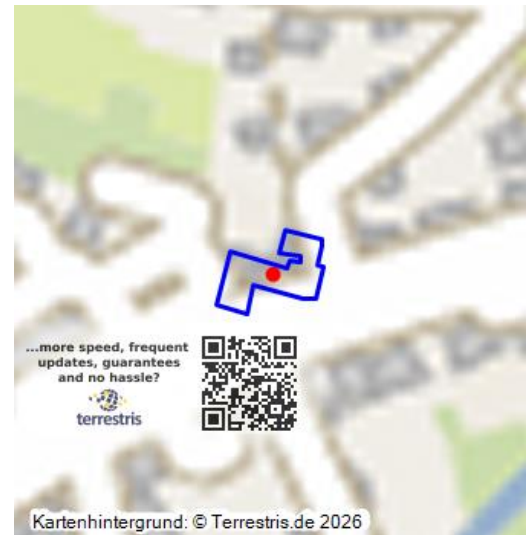 ...more speed, frequent
updates, guarantees
and no hassle?
terrestris
Kartenhintergrund: © Terrestris.de 2026